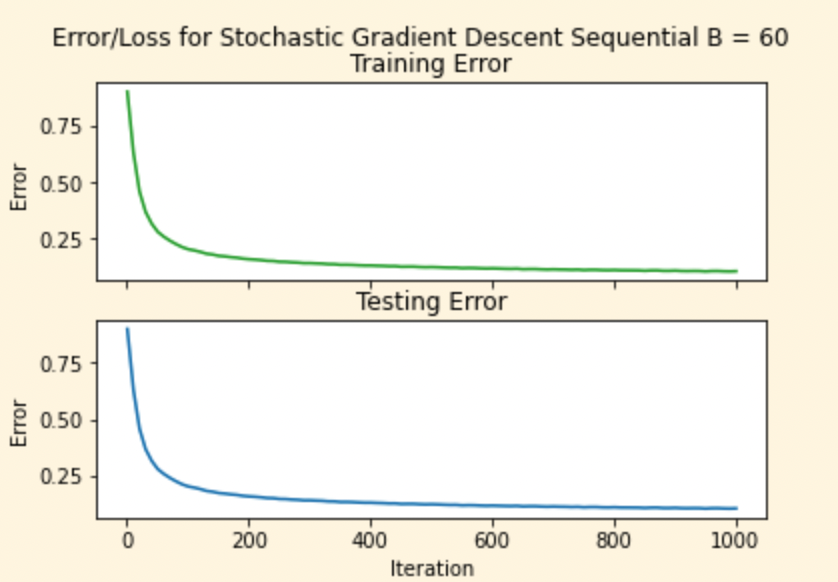 Error/Loss for Stochastic Gradient Descent Sequential B = 60
Training Error
0.75
0.50
0.25
Error
Testing Error
0.75
0.50
0.25
Error
0 200 400 600 800 1000
Iteration